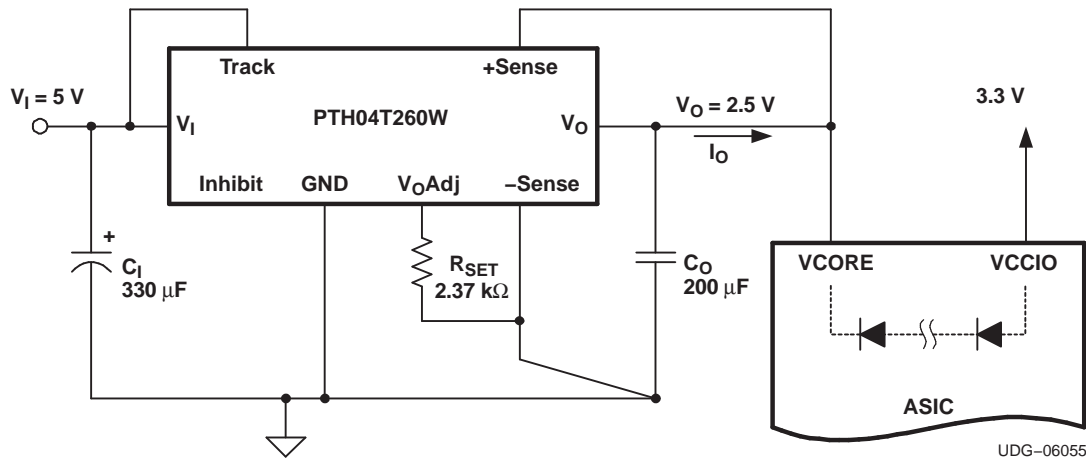 Track
+Sense
V_I = 5 V
V_I
PTH04T260W
V_O
V_O = 2.5 V
I_O
3.3 V
Inhibit
GND
V_OAdj
−Sense
+
C_I
330 μF
R_SET
2.37 kΩ
C_O
200 μF
VCORE
VCCIO
ASIC
UDG−06055